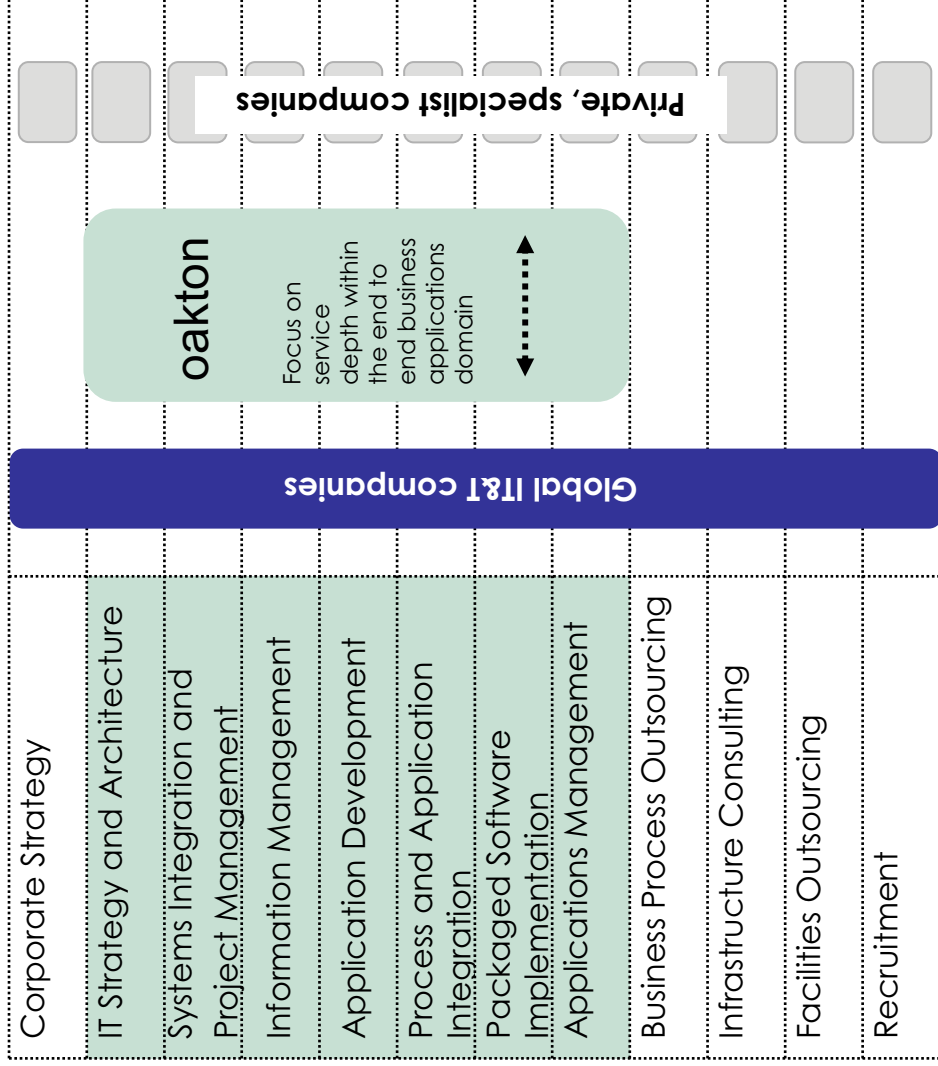 Corporate Strategy
IT Strategy and Architecture
Systems Integration and
Project Management
Information Management
Application Development
Process and Application
Integration
Packaged Software
Implementation
Applications Management
Business Process Outsourcing
Infrastructure Consulting
Facilities Outsourcing
Recruitment
Global IT&T companies
oakton
Focus on
service
depth within
the end to
end business
applications
domain
Private, specialist companies